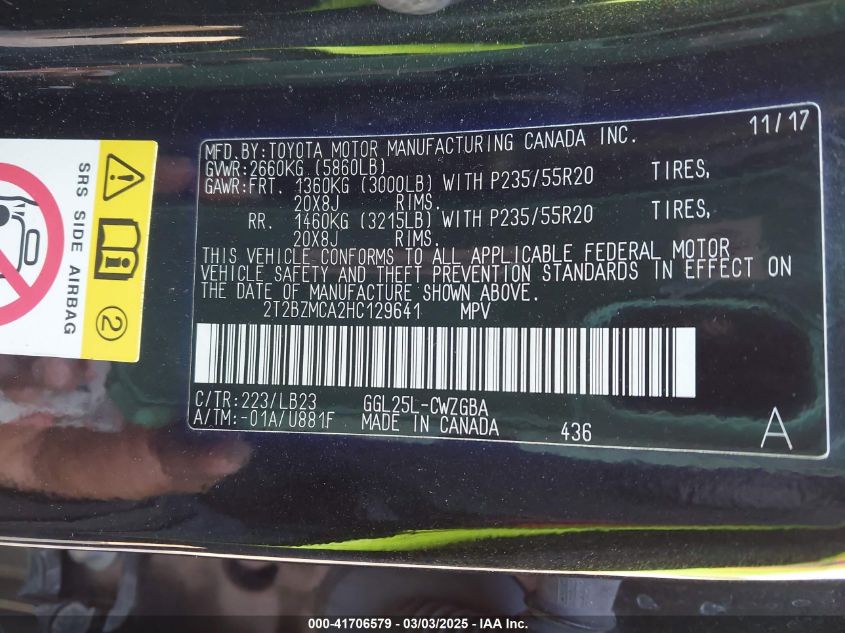 MFD.BY:TOYOTA MOTOR MANUFACTURING CANADA INC. 11/17
GVWR:2660KG (5860LB)
GAWR:FRT. 1360KG (3000LB) WITH P235/55R20 TIRES,
20X8J RIMS.
RR. 1460KG (3215LB) WITH P235/55R20 TIRES,
20X8J RIMS.
THIS VEHICLE CONFORMS TO ALL APPLICABLE FEDERAL MOTOR
VEHICLE SAFETY AND THEFT PREVENTION STANDARDS IN EFFECT ON
THE DATE OF MANUFACTURE SHOWN ABOVE.
2T2BZMCA2HC129641 MPV
C/TR:223/LB23 GGL25L-CWZGBA
A/TM:-01A/U881F MADE IN CANADA 436 A
SRS SIDE AIRBAG
2
000-41706579 - 03/03/2025 - IAA Inc.